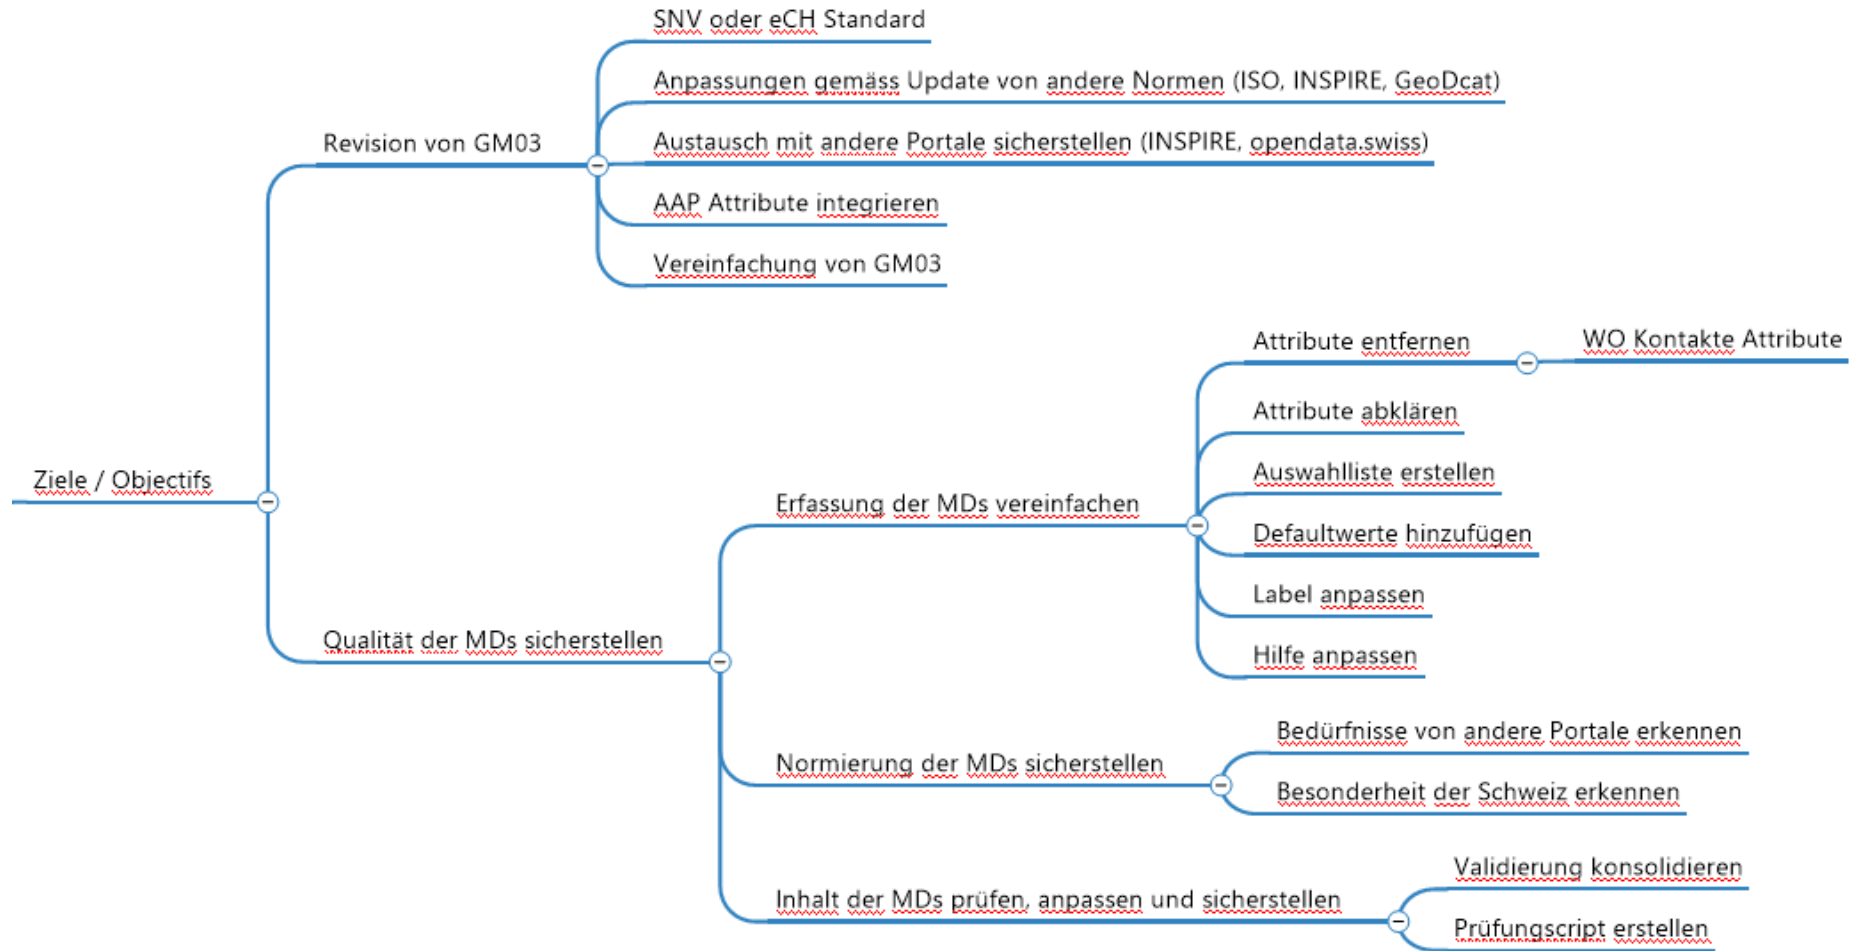 SNV oder eCH Standard
Anpassungen gemäss Update von andere Normen (ISO, INSPIRE, GeoDcat)
Revision von GM03
Austausch mit andere Portale sicherstellen (INSPIRE, opendata.swiss)
AAP Attribute integrieren
Vereinfachung von GM03
Ziele / Objectifs
Qualität der MDs sicherstellen
Erfassung der MDs vereinfachen
Attribute entfernen
WO Kontakte Attribute
Attribute abklären
Auswahlliste erstellen
Defaultwerte hinzufügen
Label anpassen
Hilfe anpassen
Normierung der MDs sicherstellen
Bedürfnisse von andere Portale erkennen
Besonderheit der Schweiz erkennen
Inhalt der MDs prüfen, anpassen und sicherstellen
Validierung konsolidieren
Prüfungscript erstellen